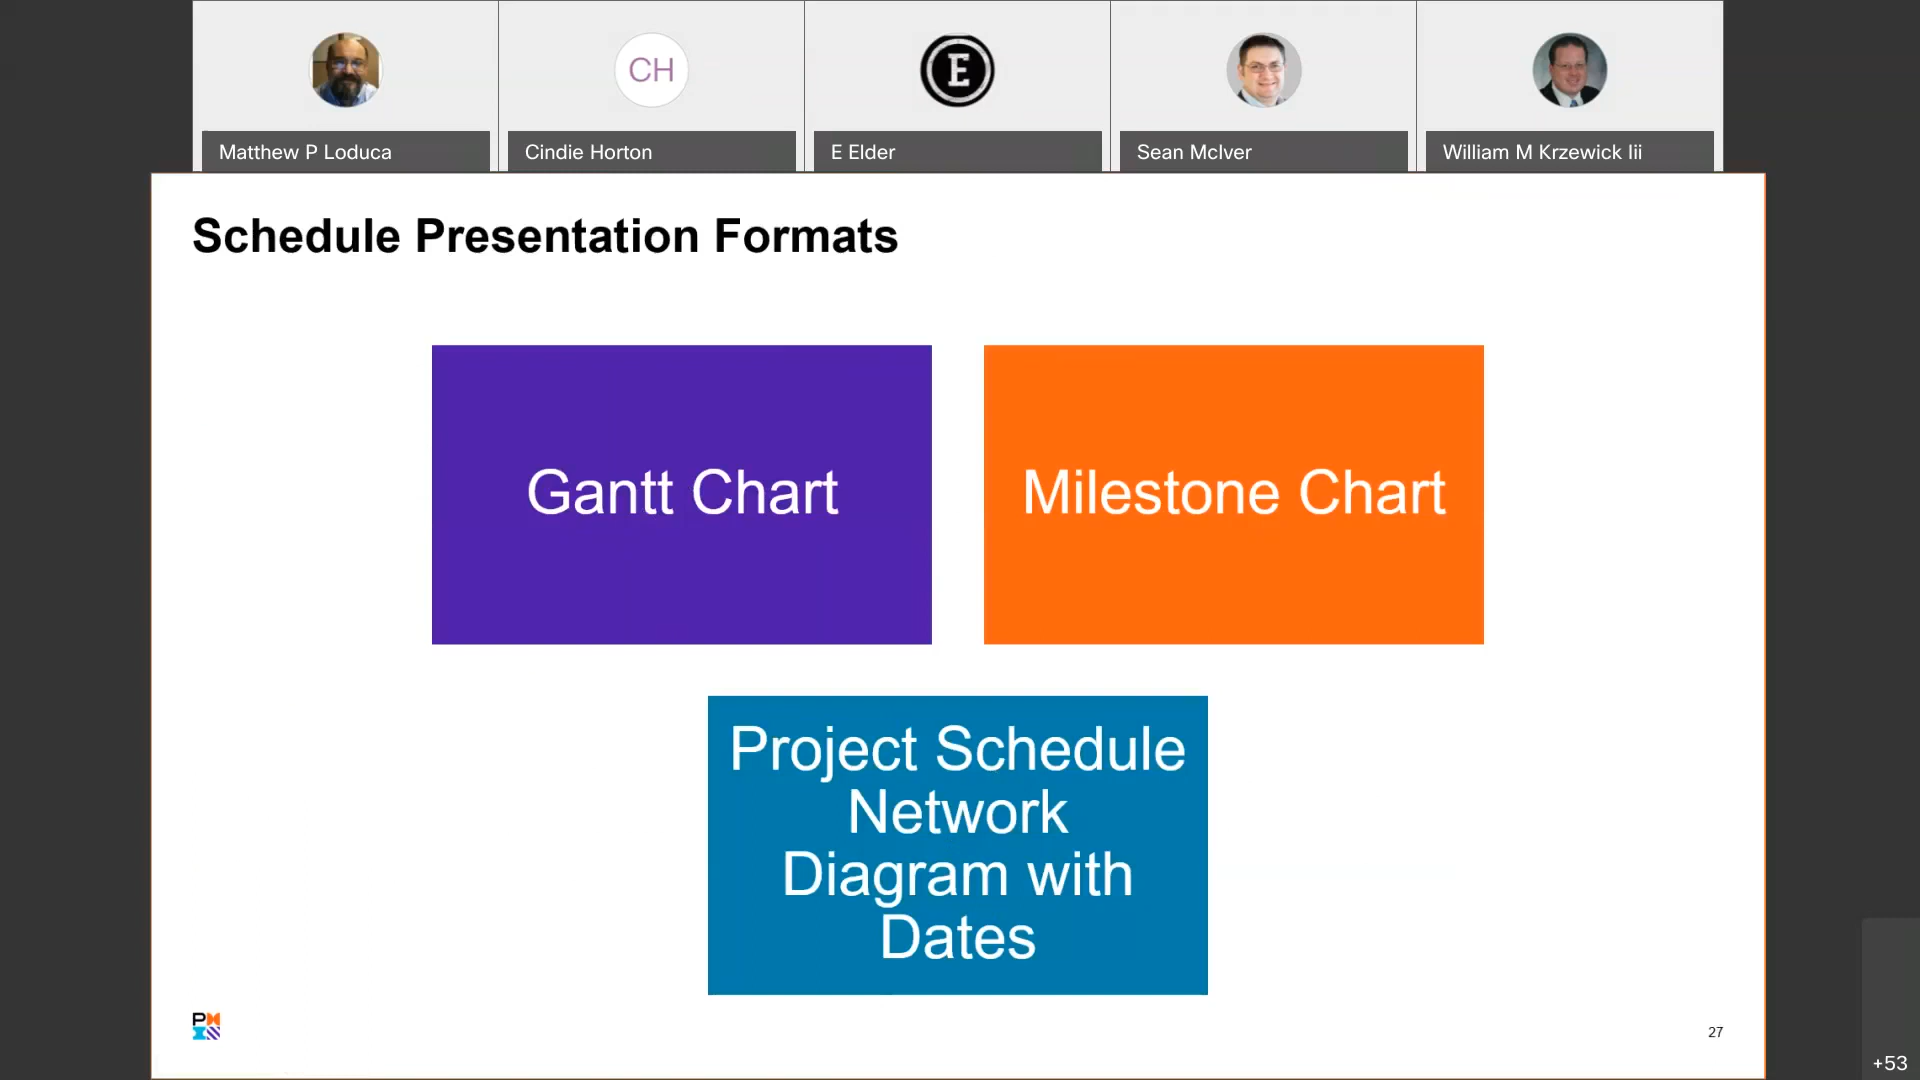 CH
E
Matthew P Loduca
Cindie Horton
E Elder
Sean McIver
William M Krzewick Iii
Schedule Presentation Formats
Gantt Chart
Milestone Chart
Project Schedule
Network
Diagram with
Dates
27
+53